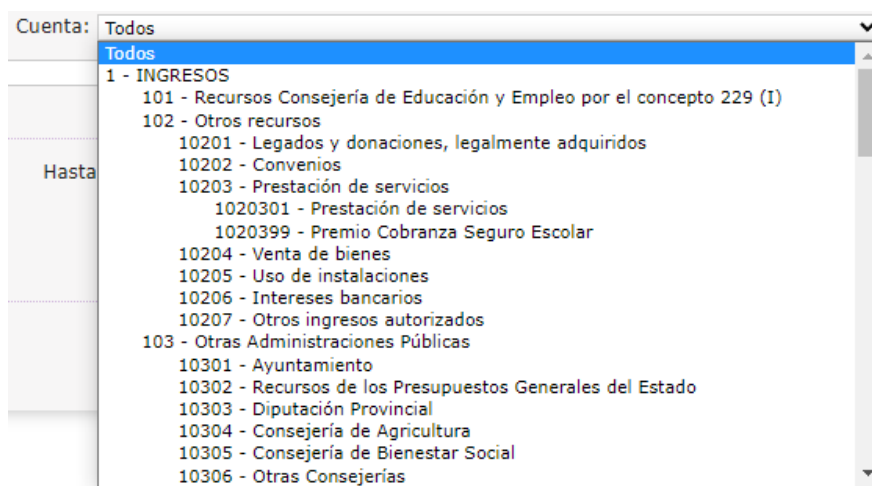 Cuenta: Todos
Todos
1 - INGRESOS
101 - Recursos Consejería de Educación y Empleo por el concepto 229 (I)
102 - Otros recursos
10201 - Legados y donaciones, legalmente adquiridos
10202 - Convenios
Hasta
10203 - Prestación de servicios
1020301 - Prestación de servicios
1020399 - Premio Cobranza Seguro Escolar
10204 - Venta de bienes
10205 - Uso de instalaciones
10206 - Intereses bancarios
10207 - Otros ingresos autorizados
103 - Otras Administraciones Públicas
10301 - Ayuntamiento
10302 - Recursos de los Presupuestos Generales del Estado
10303 - Diputación Provincial
10304 - Consejería de Agricultura
10305 - Consejería de Bienestar Social
10306 - Otras Consejerías